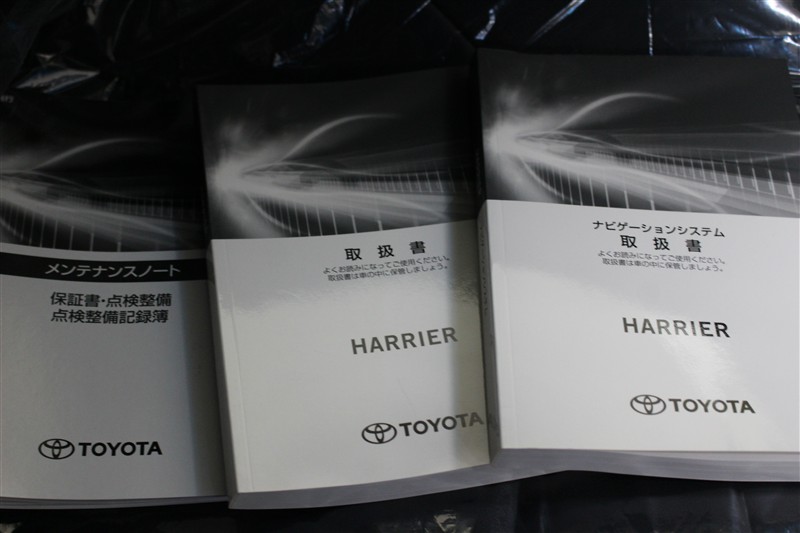 メンテナンスノート
保証書・点検整備
点検整備記録簿
TOYOTA
取扱書
よくお読みになってご使用ください。
取扱書は車の中に保管しましょう。
HARRIER
TOYOTA
ナビゲーションシステム
取扱書
よくお読みになってご使用ください。
取扱書は車の中に保管しましょう。
HARRIER
TOYOTA